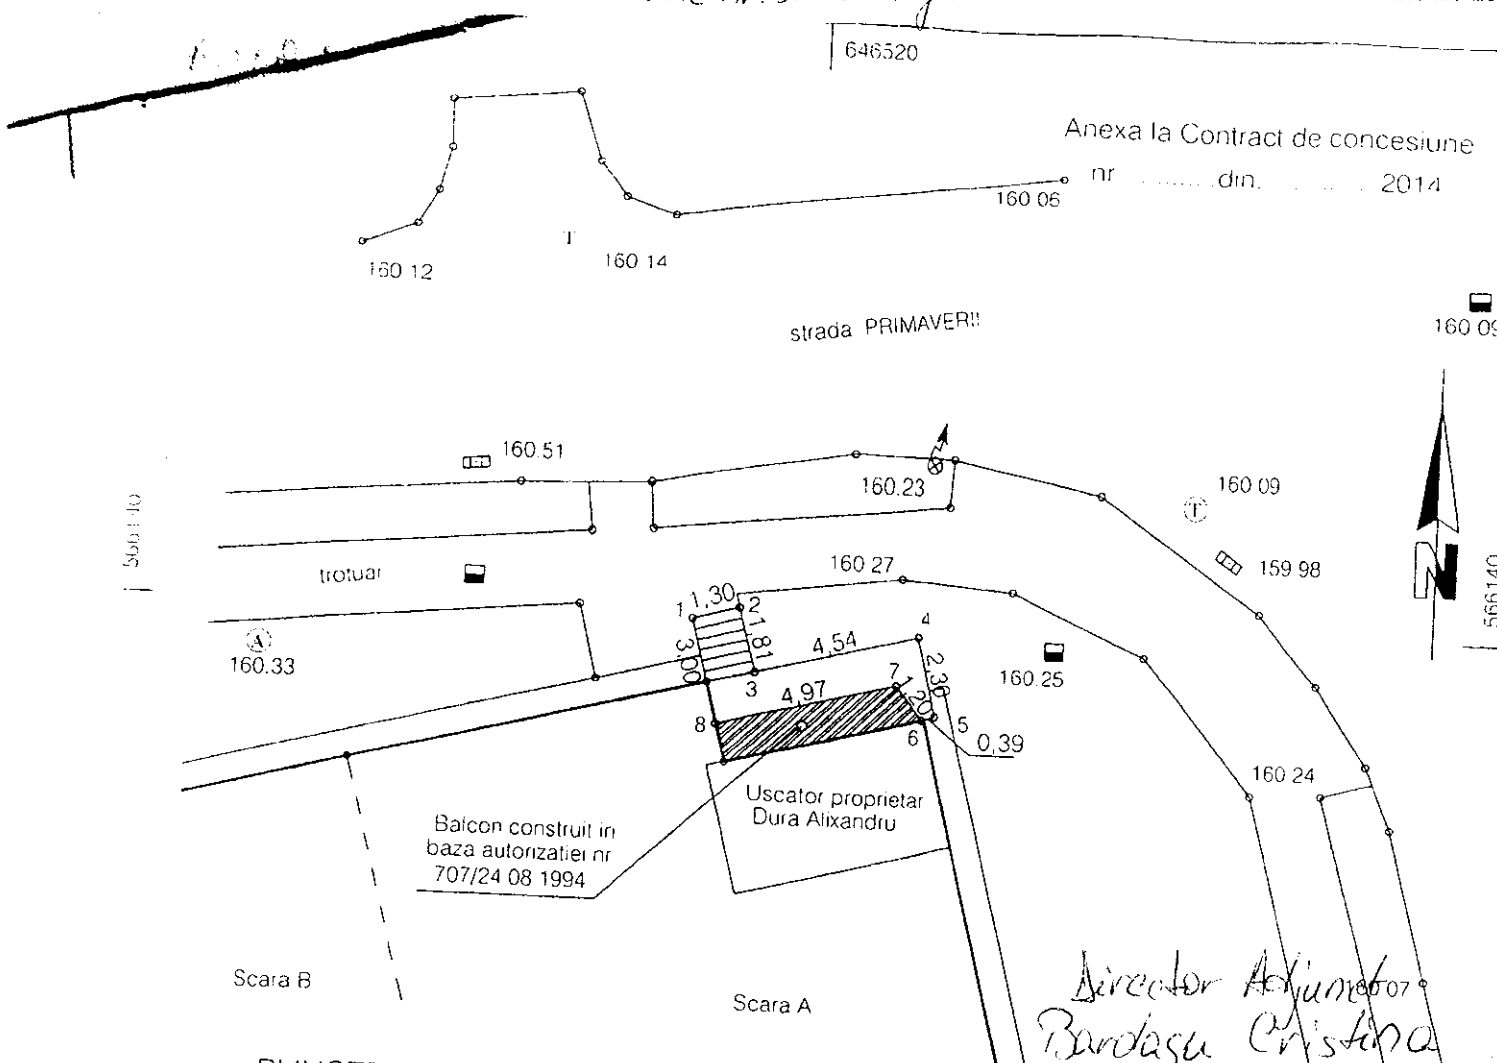 646520
Anexa la Contract de concesiune
nr ........ din. ........ 2014
160 06
T
160 12
160 14
strada PRIMAVERII
160 09
160.51
160.23
160 09
T
N
trotuar
160 27
159 98
566140
1
1,30
2
A
160.33
3,00
1,81
4,54
4
3
2,36
160.25
7
4,97
1,20
8
6
5
0,39
160 24
Uscator proprietar
Dura Alixandru
Balcon construit in
baza autorizatiei nr
707/24 08 1994
Scara B
Scara A
Director Adjunct
Bardasu Cristina